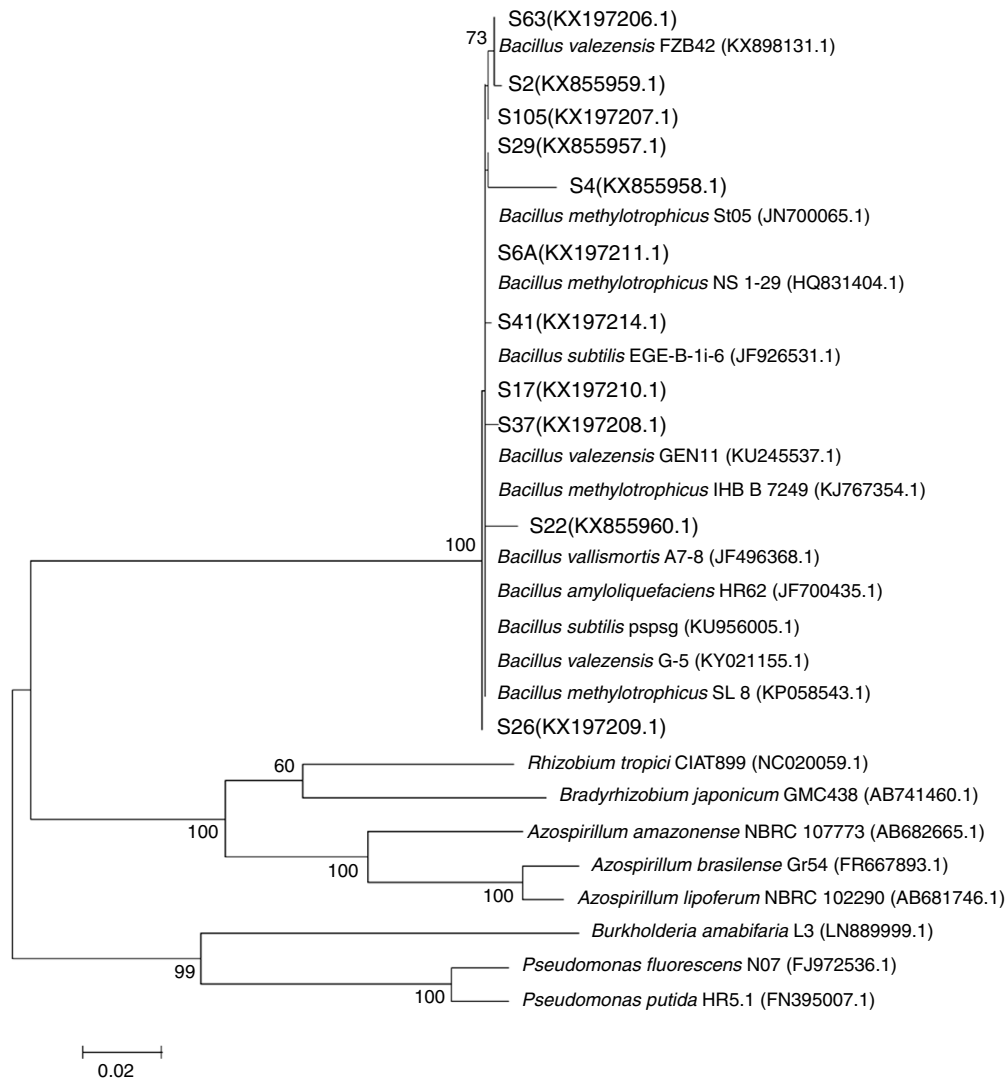 S63(KX197206.1)
73
Bacillus valezensis FZB42 (KX898131.1)
S2(KX855959.1)
S105(KX197207.1)
S29(KX855957.1)
S4(KX855958.1)
Bacillus methylotrophicus St05 (JN700065.1)
S6A(KX197211.1)
Bacillus methylotrophicus NS 1-29 (HQ831404.1)
S41(KX197214.1)
Bacillus subtilis EGE-B-1i-6 (JF926531.1)
S17(KX197210.1)
S37(KX197208.1)
Bacillus valezensis GEN11 (KU245537.1)
Bacillus methylotrophicus IHB B 7249 (KJ767354.1)
S22(KX855960.1)
100
Bacillus vallismortis A7-8 (JF496368.1)
Bacillus amyloliquefaciens HR62 (JF700435.1)
Bacillus subtilis pspsg (KU956005.1)
Bacillus valezensis G-5 (KY021155.1)
Bacillus methylotrophicus SL 8 (KP058543.1)
S26(KX197209.1)
60
Rhizobium tropici CIAT899 (NC020059.1)
Bradyrhizobium japonicum GMC438 (AB741460.1)
100
Azospirillum amazonense NBRC 107773 (AB682665.1)
100
Azospirillum brasilense Gr54 (FR667893.1)
100
Azospirillum lipoferum NBRC 102290 (AB681746.1)
Burkholderia amabifaria L3 (LN889999.1)
99
Pseudomonas fluorescens N07 (FJ972536.1)
100
Pseudomonas putida HR5.1 (FN395007.1)
0.02